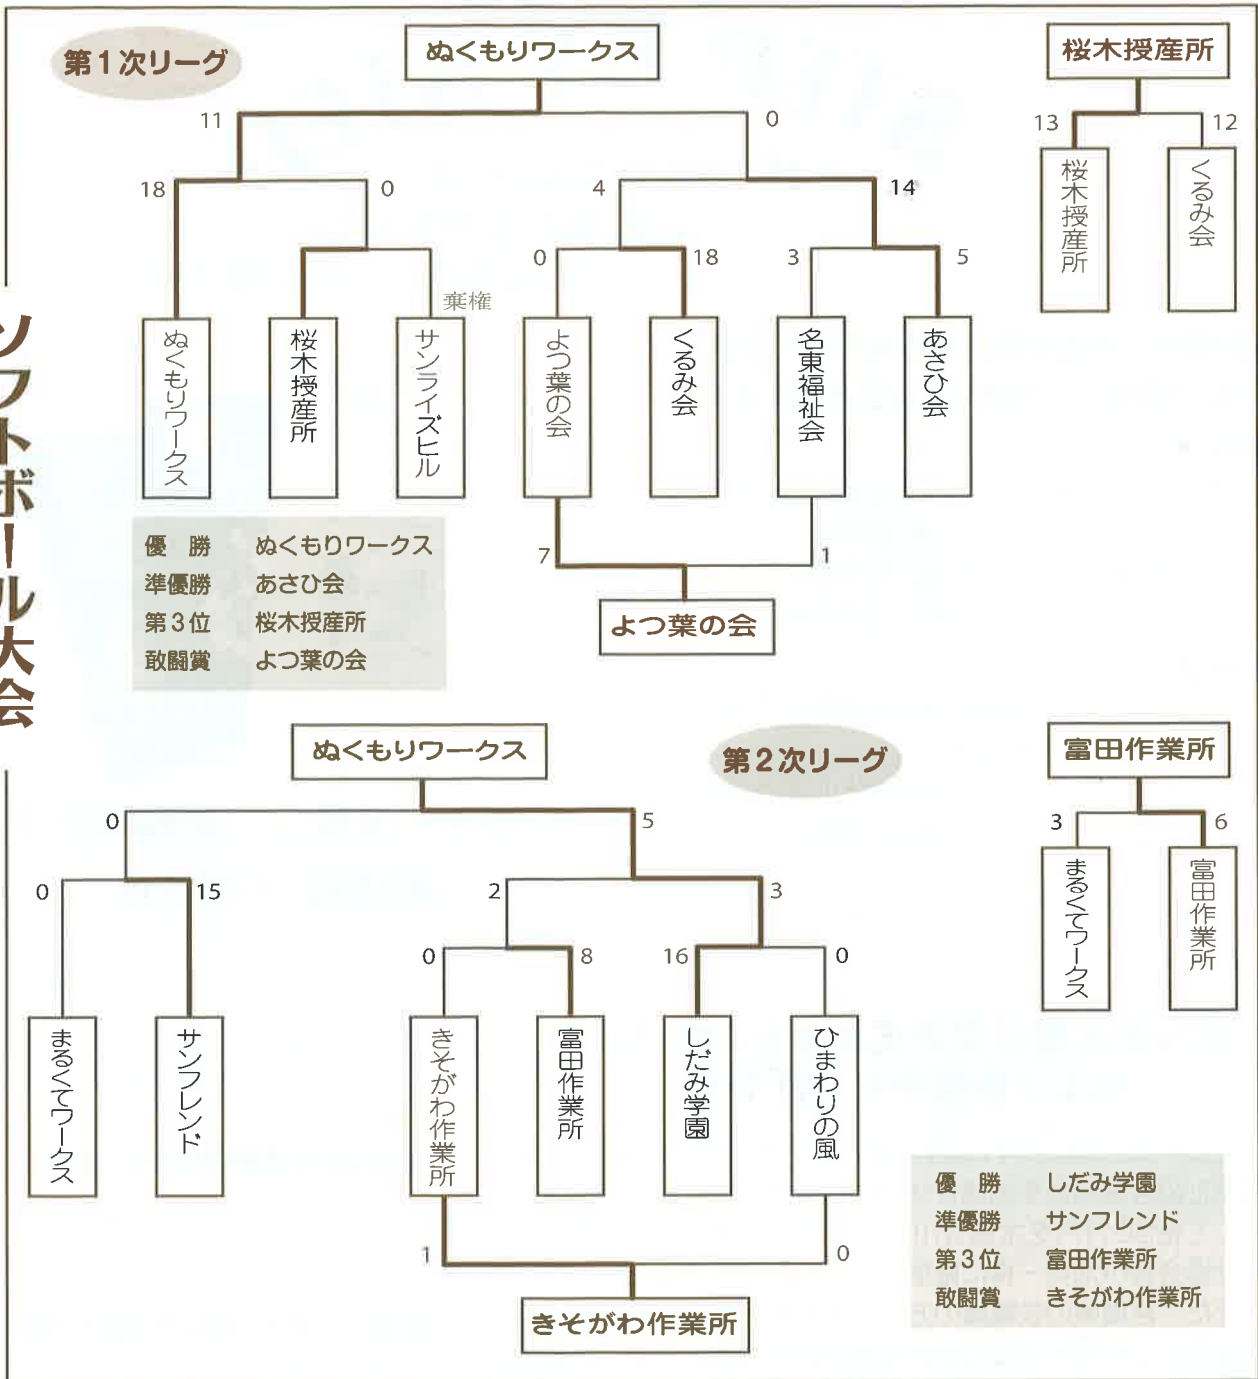 ソフトボール大会
第1次リーグ
ぬくもりワークス
11
0
18
0
4
14
0
18
3
5
棄権
ぬくもりワークス
桜木授産所
サンライズヒル
よつ葉の会
くるみ会
名東福祉会
あさひ会
7
1
よつ葉の会
桜木授産所
13
12
桜木授産所
くるみ会
優 勝 ぬくもりワークス
準優勝 あさひ会
第3位 桜木授産所
敢闘賞 よつ葉の会
第2次リーグ
ぬくもりワークス
0
5
0
15
2
3
0
8
16
0
まるくてワークス
サンフレンド
きそがわ作業所
富田作業所
しだみ学園
ひまわりの風
1
0
きそがわ作業所
富田作業所
3
6
まるくてワークス
富田作業所
優 勝 しだみ学園
準優勝 サンフレンド
第3位 富田作業所
敢闘賞 きそがわ作業所